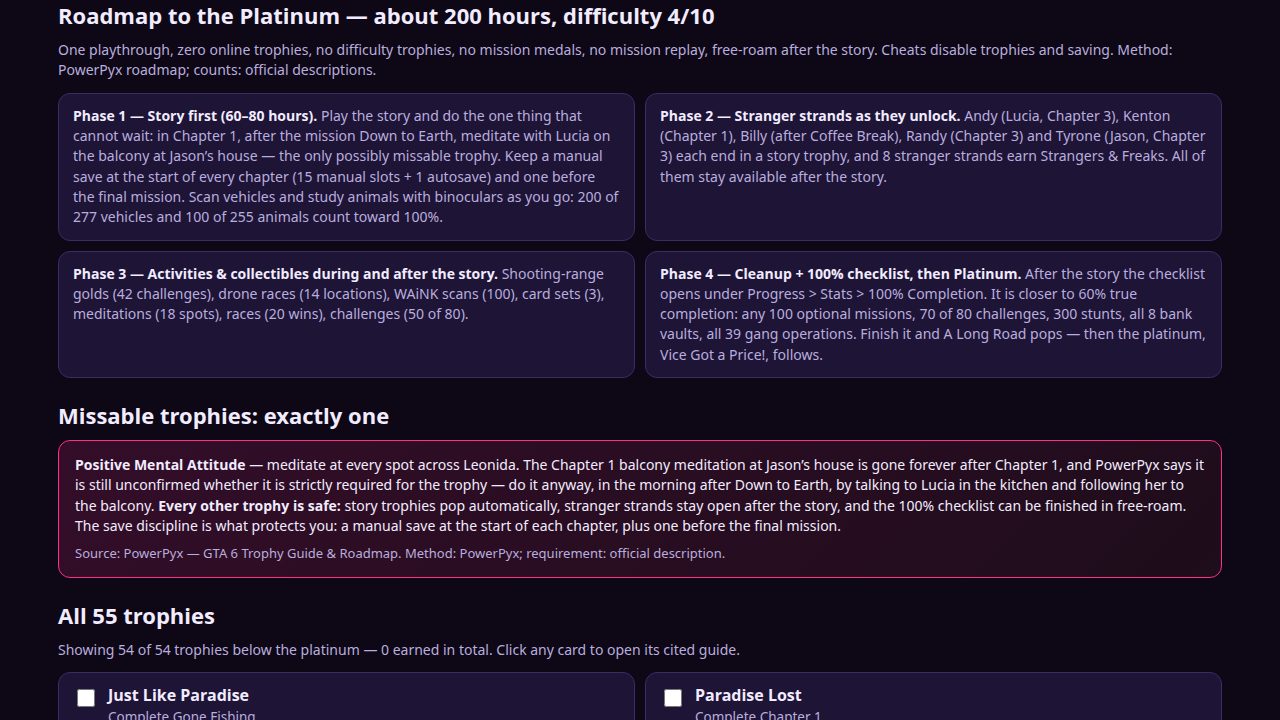 Roadmap to the Platinum — about 200 hours, difficulty 4/10
One playthrough, zero online trophies, no difficulty trophies, no mission medals, no mission replay, free-roam after the story. Cheats disable trophies and saving. Method:
PowerPyx roadmap; counts: official descriptions.
Phase 1 — Story first (60–80 hours). Play the story and do the one thing that
cannot wait: in Chapter 1, after the mission Down to Earth, meditate with Lucia on
the balcony at Jason’s house — the only possibly missable trophy. Keep a manual
save at the start of every chapter (15 manual slots + 1 autosave) and one before
the final mission. Scan vehicles and study animals with binoculars as you go: 200 of
277 vehicles and 100 of 255 animals count toward 100%.
Phase 2 — Stranger strands as they unlock. Andy (Lucia, Chapter 3), Kenton
(Chapter 1), Billy (after Coffee Break), Randy (Chapter 3) and Tyrone (Jason, Chapter
3) each end in a story trophy, and 8 stranger strands earn Strangers & Freaks. All of
them stay available after the story.
Phase 3 — Activities & collectibles during and after the story. Shooting-range
golds (42 challenges), drone races (14 locations), WAiNK scans (100), card sets (3),
meditations (18 spots), races (20 wins), challenges (50 of 80).
Phase 4 — Cleanup + 100% checklist, then Platinum. After the story the checklist
opens under Progress > Stats > 100% Completion. It is closer to 60% true
completion: any 100 optional missions, 70 of 80 challenges, 300 stunts, all 8 bank
vaults, all 39 gang operations. Finish it and A Long Road pops — then the platinum,
Vice Got a Price!, follows.
Missable trophies: exactly one
Positive Mental Attitude — meditate at every spot across Leonida. The Chapter 1 balcony meditation at Jason’s house is gone forever after Chapter 1, and PowerPyx says it
is still unconfirmed whether it is strictly required for the trophy — do it anyway, in the morning after Down to Earth, by talking to Lucia in the kitchen and following her to
the balcony. Every other trophy is safe: story trophies pop automatically, stranger strands stay open after the story, and the 100% checklist can be finished in free-roam.
The save discipline is what protects you: a manual save at the start of each chapter, plus one before the final mission.
Source: PowerPyx — GTA 6 Trophy Guide & Roadmap. Method: PowerPyx; requirement: official description.
All 55 trophies
Showing 54 of 54 trophies below the platinum — 0 earned in total. Click any card to open its cited guide.
Just Like Paradise
Complete Gone Fishing
Paradise Lost
Complete Chapter 1